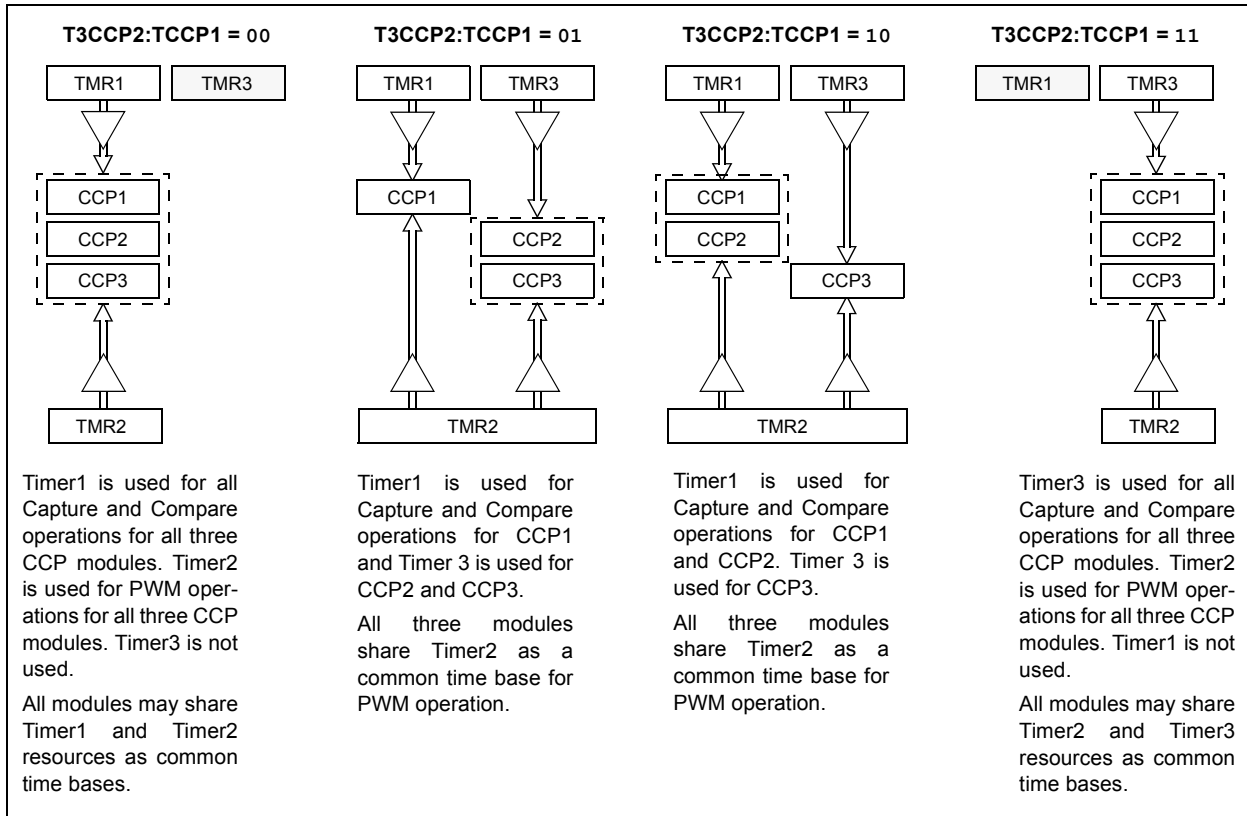 T3CCP2:TCCP1 = 00
TMR1
TMR3
CCP1
CCP2
CCP3
TMR2
Timer1 is used for all
Capture and Compare
operations for all three
CCP modules. Timer2
is used for PWM oper-
ations for all three CCP
modules. Timer3 is not
used.
All modules may share
Timer1 and Timer2
resources as common
time bases.
T3CCP2:TCCP1 = 01
TMR1
TMR3
CCP1
CCP2
CCP3
TMR2
Timer1 is used for
Capture and Compare
operations for CCP1
and Timer 3 is used for
CCP2 and CCP3.
All three modules
share Timer2 as a
common time base for
PWM operation.
T3CCP2:TCCP1 = 10
TMR1
TMR3
CCP1
CCP2
CCP3
TMR2
Timer1 is used for
Capture and Compare
operations for CCP1
and CCP2. Timer 3 is
used for CCP3.
All three modules
share Timer2 as a
common time base for
PWM operation.
T3CCP2:TCCP1 = 11
TMR1
TMR3
CCP1
CCP2
CCP3
TMR2
Timer3 is used for all
Capture and Compare
operations for all three
CCP modules. Timer2
is used for PWM oper-
ations for all three CCP
modules. Timer1 is not
used.
All modules may share
Timer2 and Timer3
resources as common
time bases.